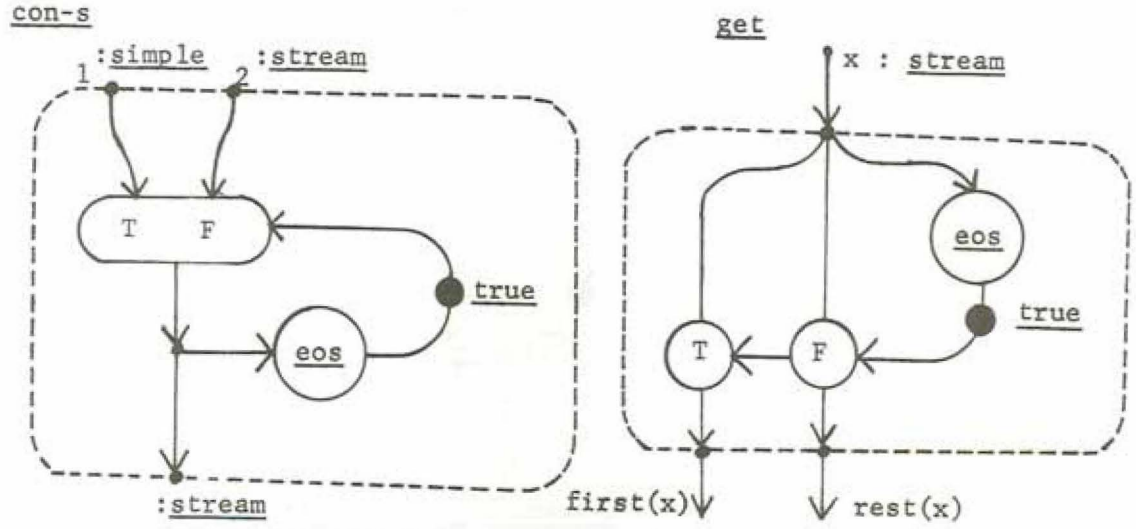 con-s
1 :simple 2 :stream
T F
true
eos
:stream
get
x : stream
eos
true
T F
first(x) rest(x)